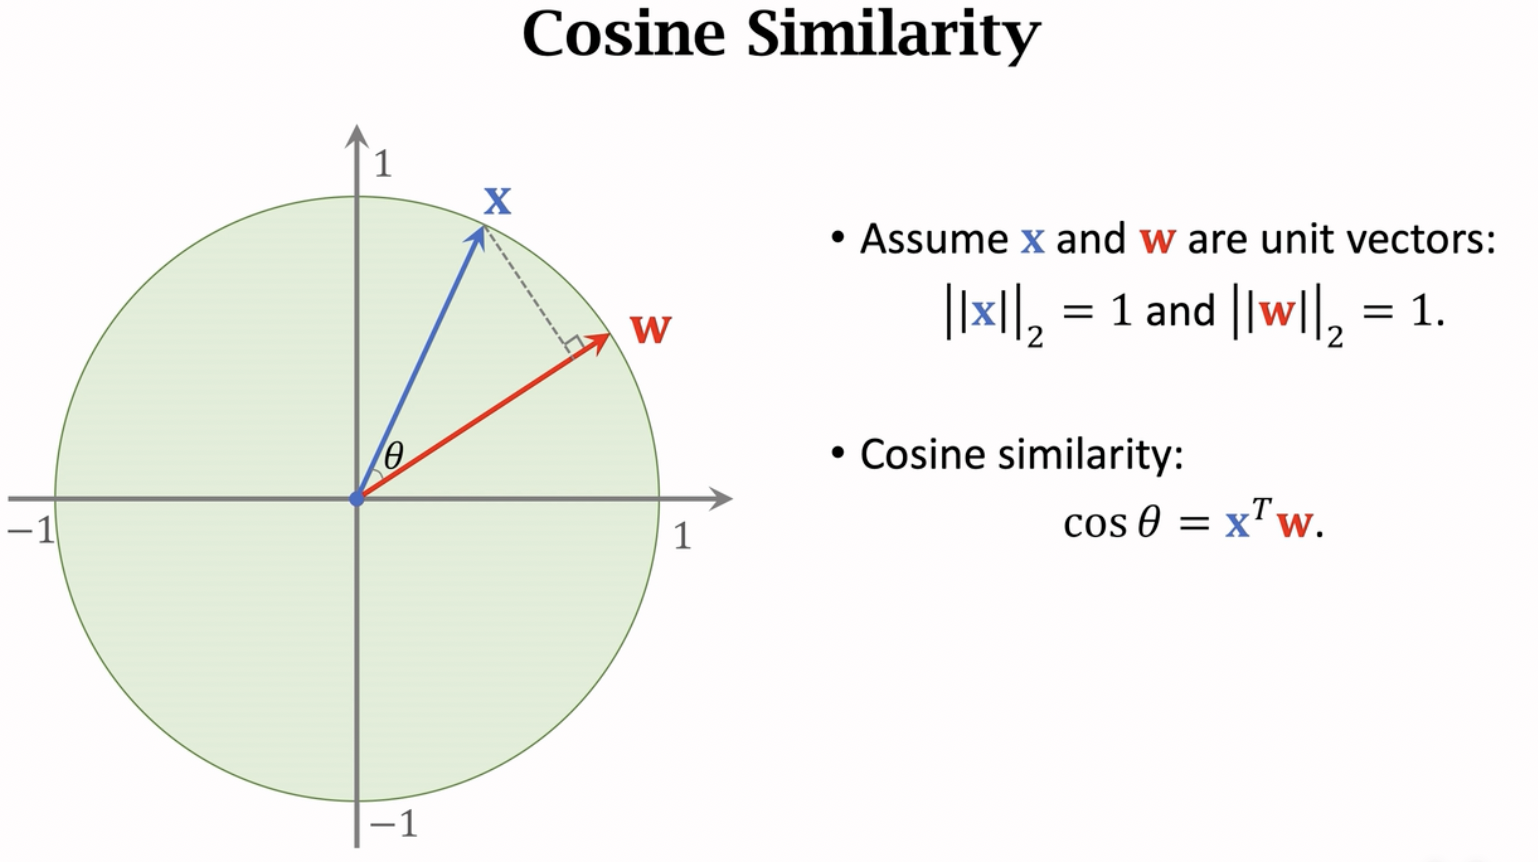 Cosine Similarity
1
x
w
θ
−1
1
−1
• Assume x and w are unit vectors:
||x||₂ = 1 and ||w||₂ = 1.
• Cosine similarity:
cos θ = xᵀw.